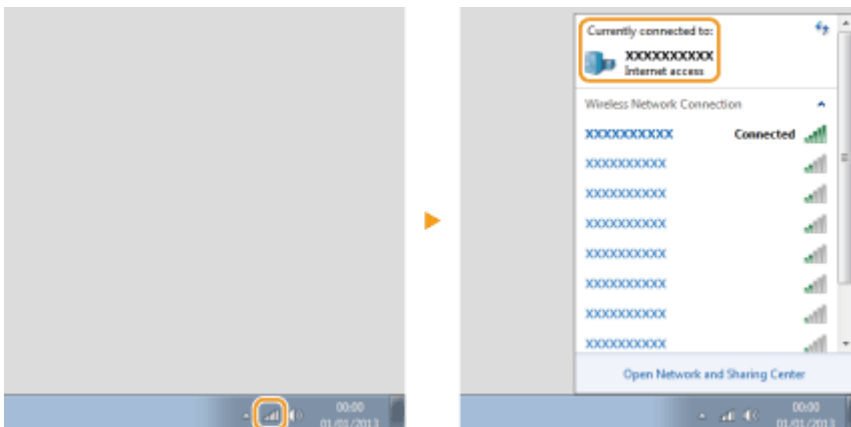 00:00
01/01/2013
Currently connected to:
XXXXXXXXXX
Internet access
Wireless Network Connection
XXXXXXXXXX Connected
XXXXXXXXXX
XXXXXXXXXX
XXXXXXXXXX
XXXXXXXXXX
XXXXXXXXXX
XXXXXXXXXX
XXXXXXXXXX
Open Network and Sharing Center
00:00
01/01/2013